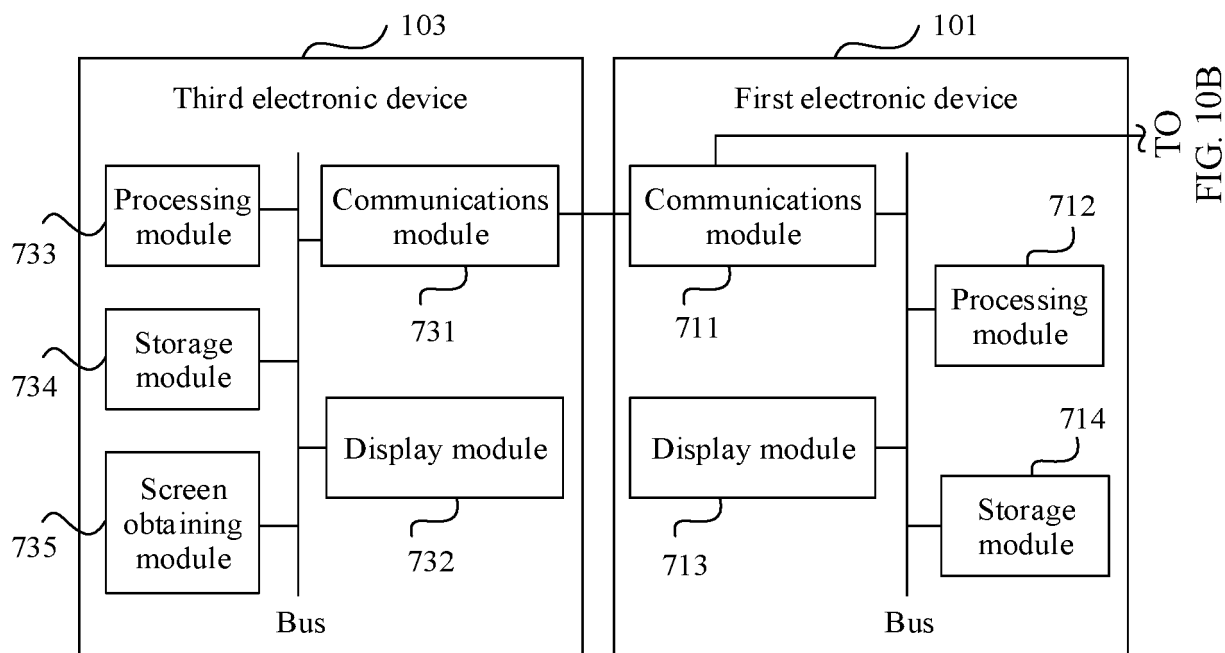 103
101
Third electronic device
First electronic device
TO
FIG. 10B
Processing
module
733
Communications
module
731
Communications
module
711
712
Processing
module
Storage
module
734
Display module
732
Display module
713
714
Storage
module
Screen
obtaining
module
735
Bus
Bus